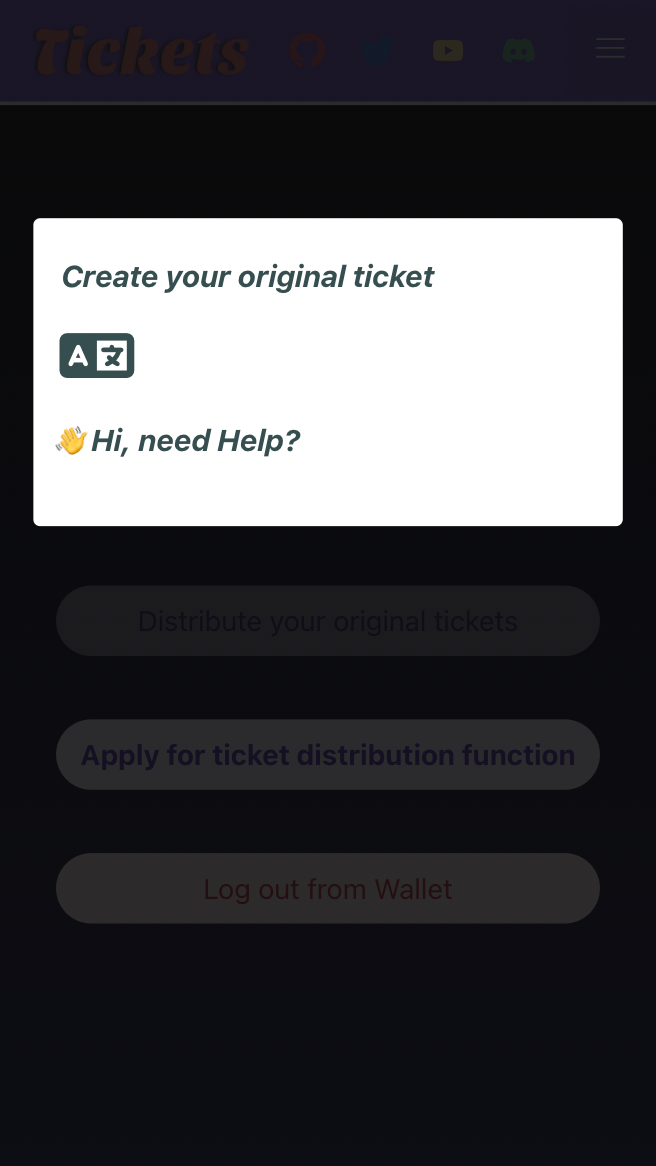 Tickets
Create your original ticket
A 文
👋Hi, need Help?
Distribute your original tickets
Apply for ticket distribution function
Log out from Wallet